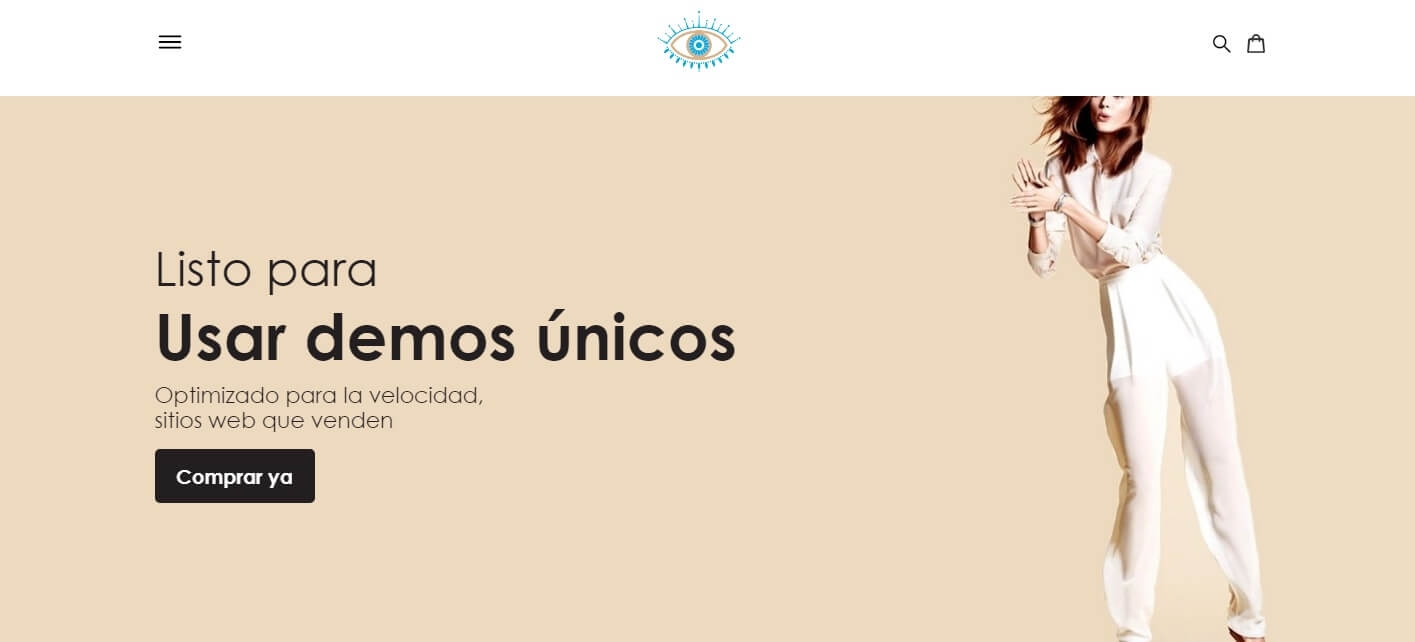 Listo para
Usar demos únicos
Optimizado para la velocidad,
sitios web que venden
Comprar ya